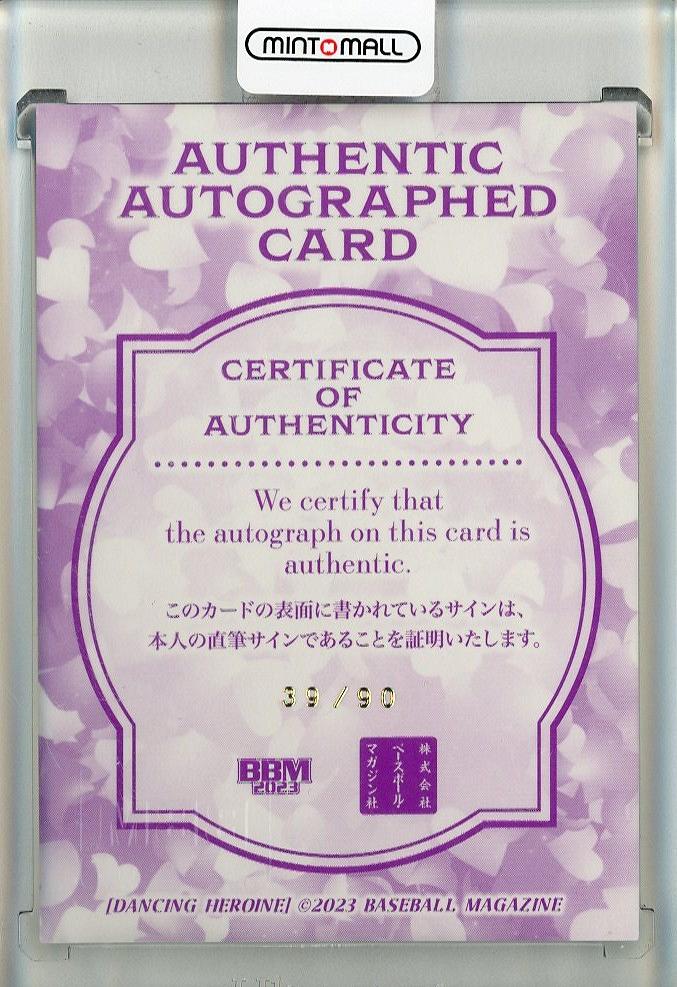 MINT MALL
AUTHENTIC
AUTOGRAPHED
CARD
CERTIFICATE
OF
AUTHENTICITY
We certify that
the autograph on this card is
authentic.
このカードの表面に書かれているサインは、
本人の直筆サインであることを証明いたします。
39/90
BBM
2023
株式会社
ベースボール・
マガジン社
[DANCING HEROINE] ©2023 BASEBALL MAGAZINE